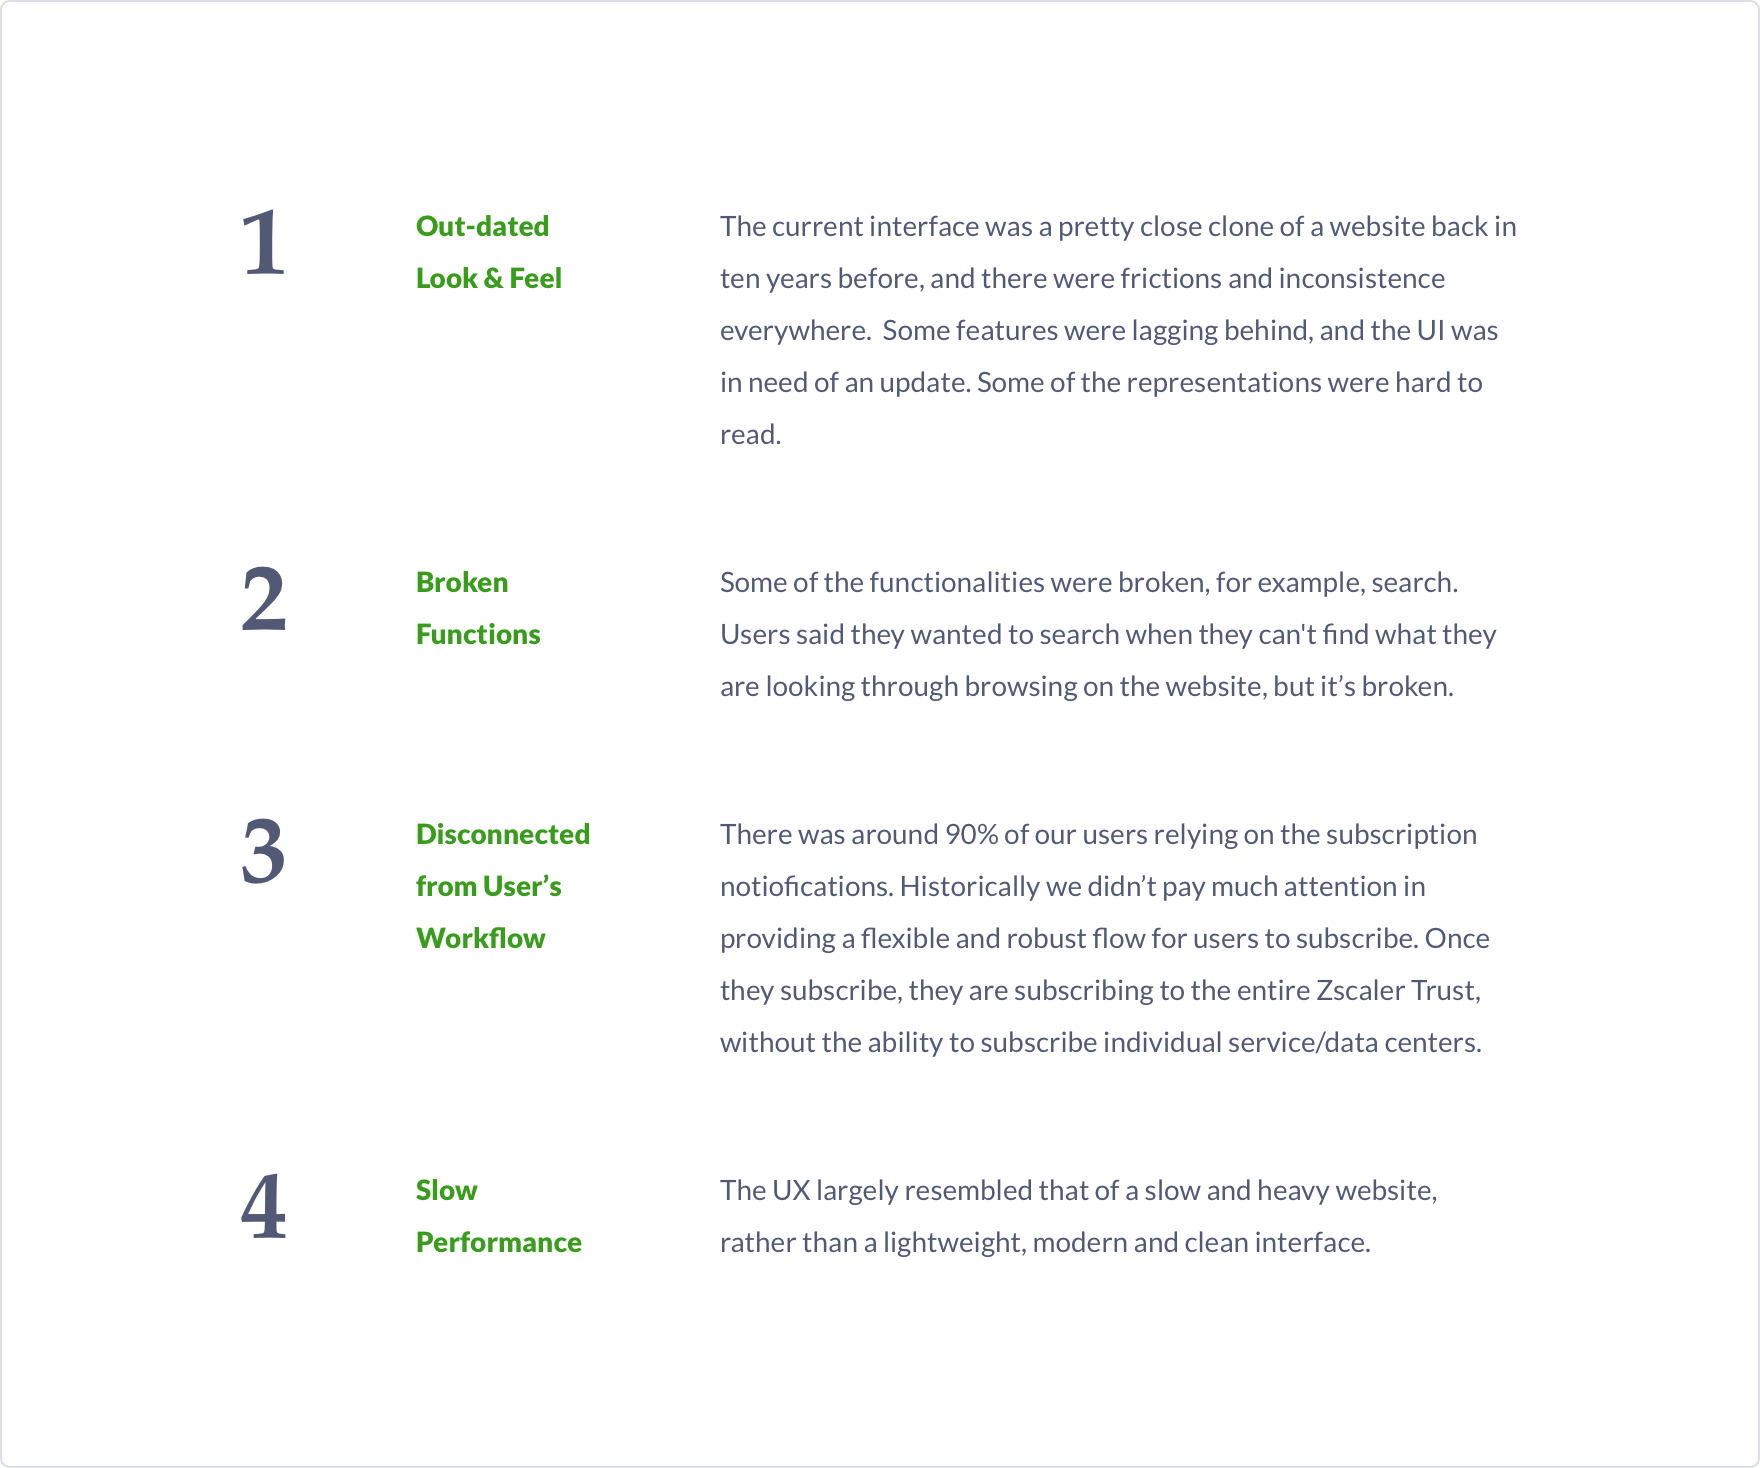 1
Out-dated
Look & Feel
The current interface was a pretty close clone of a website back in
ten years before, and there were frictions and inconsistence
everywhere.  Some features were lagging behind, and the UI was
in need of an update. Some of the representations were hard to
read.
2
Broken
Functions
Some of the functionalities were broken, for example, search.
Users said they wanted to search when they can't find what they
are looking through browsing on the website, but it’s broken.
3
Disconnected
from User’s
Workflow
There was around 90% of our users relying on the subscription
notiofications. Historically we didn’t pay much attention in
providing a flexible and robust flow for users to subscribe. Once
they subscribe, they are subscribing to the entire Zscaler Trust,
without the ability to subscribe individual service/data centers.
4
Slow
Performance
The UX largely resembled that of a slow and heavy website,
rather than a lightweight, modern and clean interface.